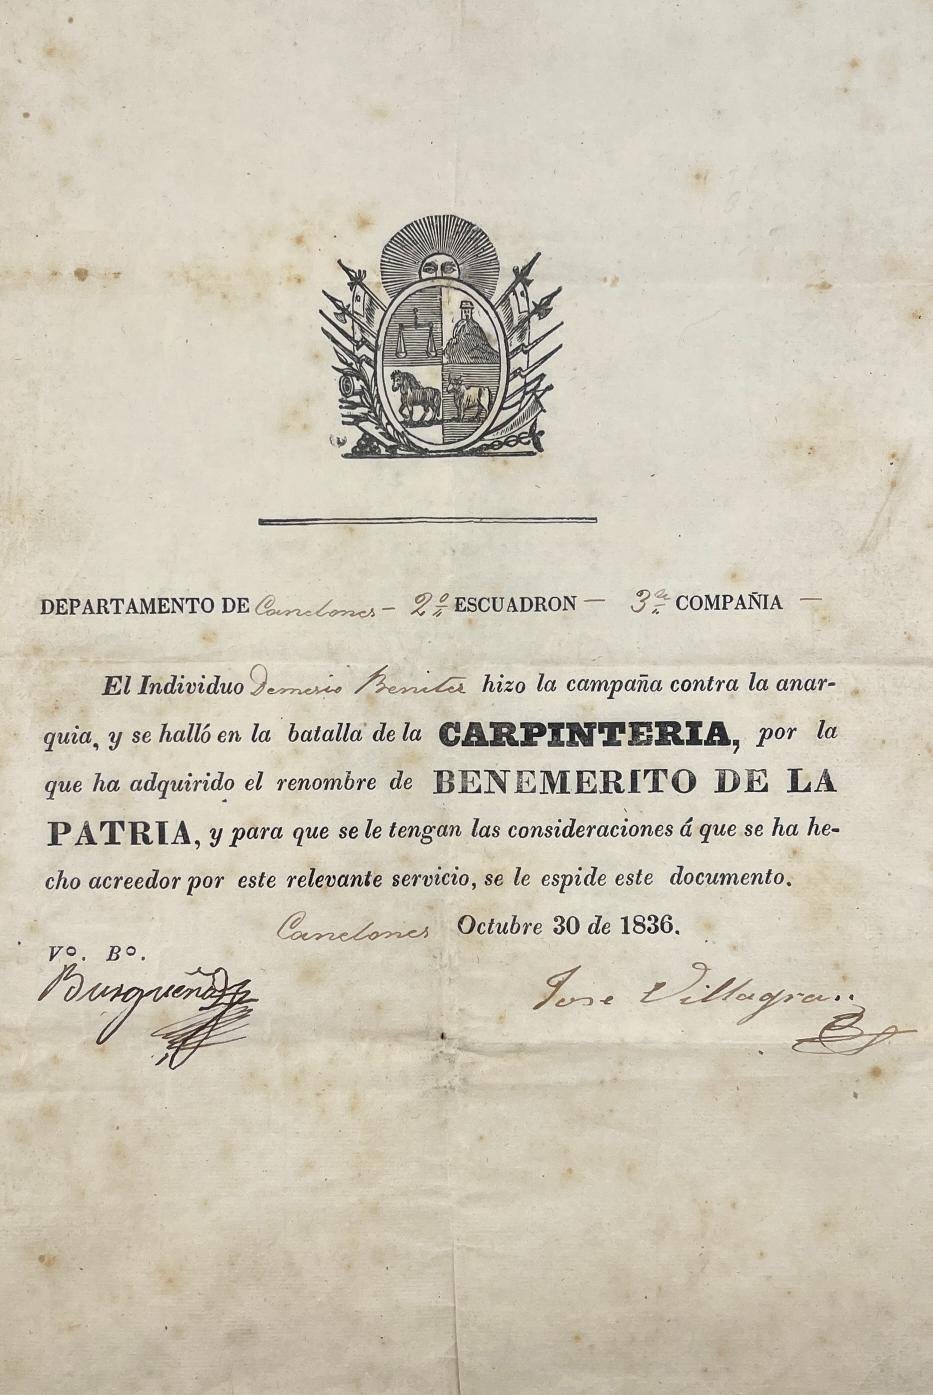 DEPARTAMENTO DE Canelones - 2º ESCUADRON - 3ª COMPAÑIA -
El Individuo Demesio Benites hizo la campaña contra la anar-
quia, y se halló en la batalla de la CARPINTERIA, por la
que ha adquirido el renombre de BENEMERITO DE LA
PATRIA, y para que se le tengan las consideraciones á que se ha he-
cho acreedor por este relevante servicio, se le espide este documento.
Canelones Octubre 30 de 1836.
Vº. Bº.
Burgueño
Jose Villagran